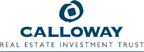 CALLOWAY
REAL ESTATE INVESTMENT TRUST